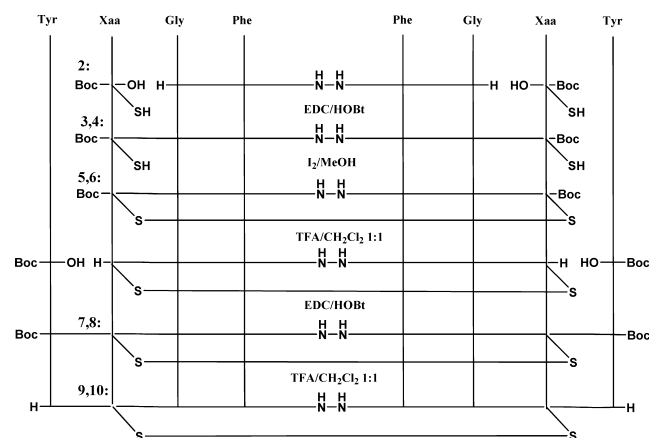 Tyr Xaa Gly Phe Phe Gly Xaa Tyr
2:
Boc OH H H N H N H HO Boc
SH SH
EDC/HOBt
3,4:
Boc H N H N Boc
SH SH
I2/MeOH
5,6:
Boc H N H N Boc
S S
TFA/CH2Cl2 1:1
Boc OH H H N H N H HO Boc
S S
EDC/HOBt
7,8:
Boc H N H N Boc
S S
TFA/CH2Cl2 1:1
9,10:
H H N H N H
S S